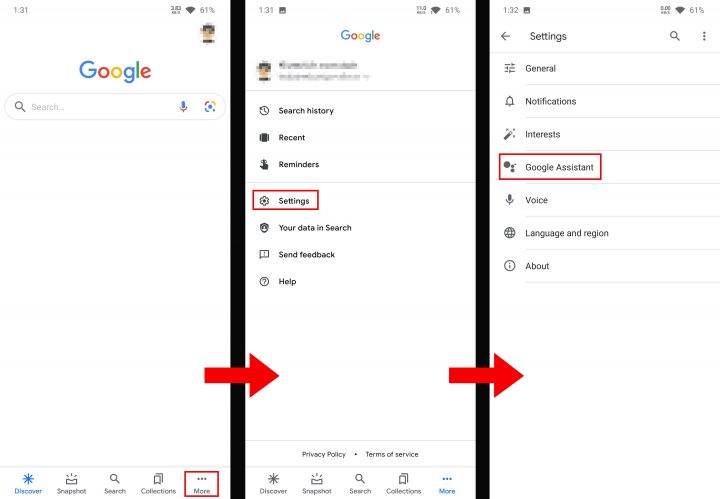 1:31
3.83
KB/S
61%
Google
Search...
Discover
Snapshot
Search
Collections
More
1:31
11.0
KB/S
61%
Google
Search history
Recent
Reminders
Settings
Your data in Search
Send feedback
Help
Privacy Policy • Terms of service
Discover
Snapshot
Search
Collections
More
1:32
0.00
KB/S
61%
Settings
General
Notifications
Interests
Google Assistant
Voice
Language and region
About